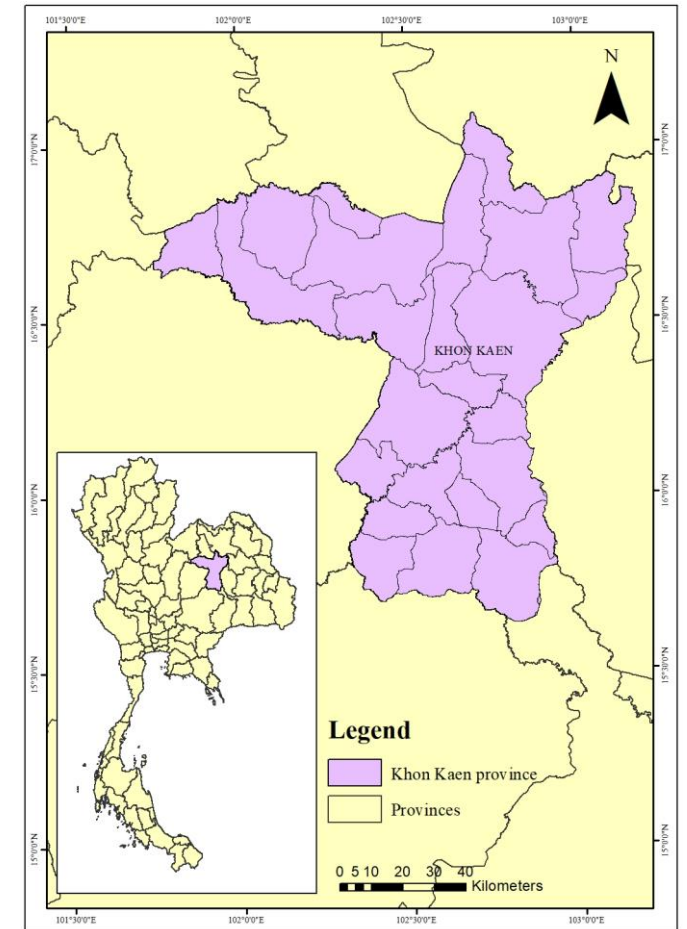 101°30'0"E 102°0'0"E 102°30'0"E 103°0'0"E
N
17°0'0"N 17°0'0"N
16°30'0"N 16°30'0"N
KHON KAEN
16°0'0"N 16°0'0"N
15°30'0"N 15°30'0"N
Legend
Khon Kaen province
Provinces
15°0'0"N 15°0'0"N
0 5 10 20 30 40 Kilometers
101°30'0"E 102°0'0"E 102°30'0"E 103°0'0"E